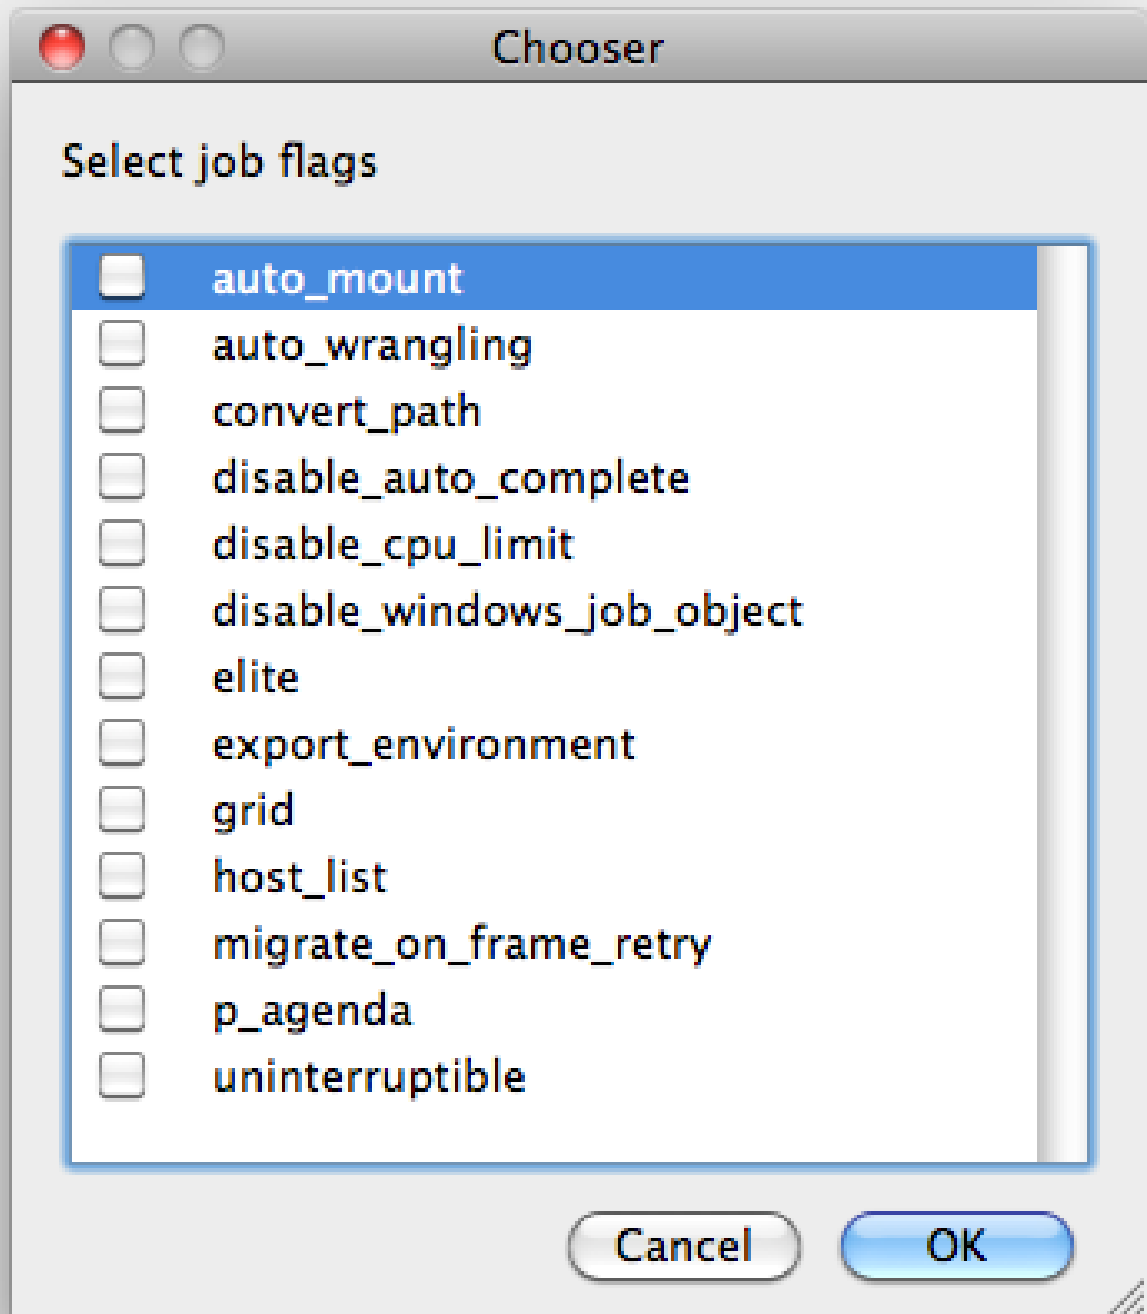 Chooser
Select job flags
auto_mount
auto_wrangling
convert_path
disable_auto_complete
disable_cpu_limit
disable_windows_job_object
elite
export_environment
grid
host_list
migrate_on_frame_retry
p_agenda
uninterruptible
Cancel OK